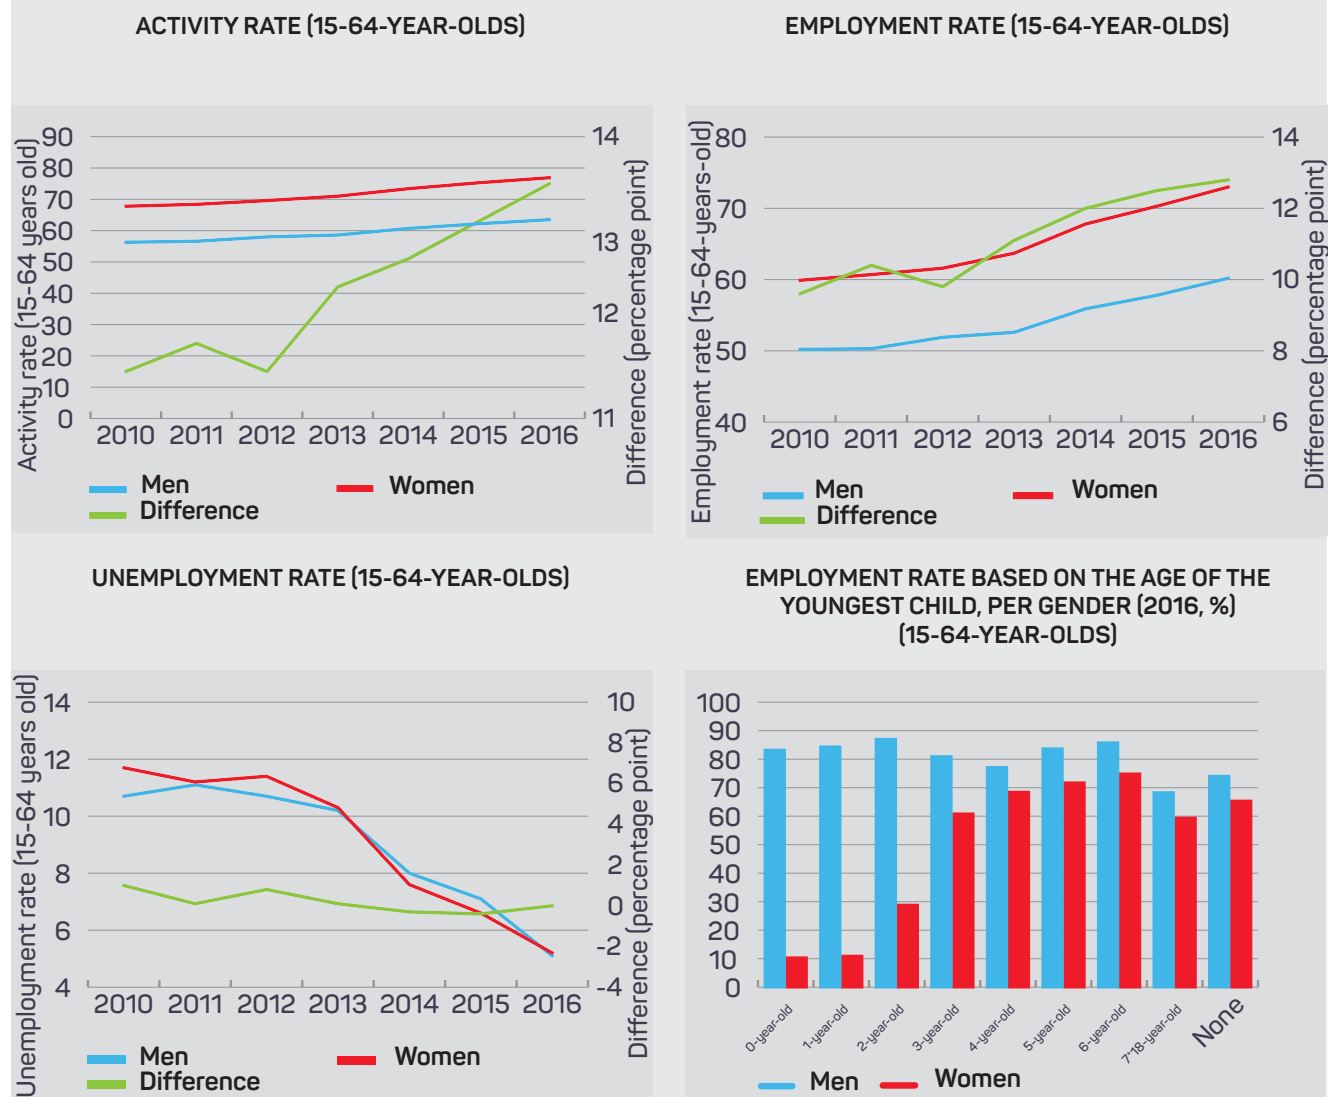 ACTIVITY RATE (15-64-YEAR-OLDS)
Activity rate (15-64 years old)
90
80
70
60
50
40
30
20
10
0
14
13
12
11
Difference (percentage point)
2010 2011 2012 2013 2014 2015 2016
Men
Women
Difference
EMPLOYMENT RATE (15-64-YEAR-OLDS)
Employment rate (15-64-years-old)
80
70
60
50
40
14
12
10
8
6
Difference (percentage point)
2010 2011 2012 2013 2014 2015 2016
Men
Women
Difference
UNEMPLOYMENT RATE (15-64-YEAR-OLDS)
Unemployment rate (15-64 years old)
14
12
10
8
6
4
10
8
6
4
2
0
-2
-4
Difference (percentage point)
2010 2011 2012 2013 2014 2015 2016
Men
Women
Difference
EMPLOYMENT RATE BASED ON THE AGE OF THE
YOUNGEST CHILD, PER GENDER (2016, %)
(15-64-YEAR-OLDS)
100
90
80
70
60
50
40
30
20
10
0
0-year-old
1-year-old
2-year-old
3-year-old
4-year-old
5-year-old
6-year-old
7*18-year-old
None
Men
Women